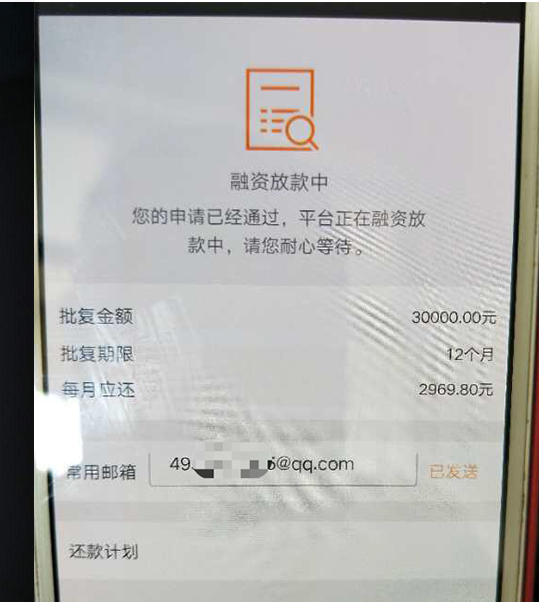 融资放款中
您的申请已经通过，平台正在融资放
款中，请您耐心等待。
批复金额 30000.00元
批复期限 12个月
每月应还 2969.80元
常用邮箱 49 @qq.com 已发送
还款计划